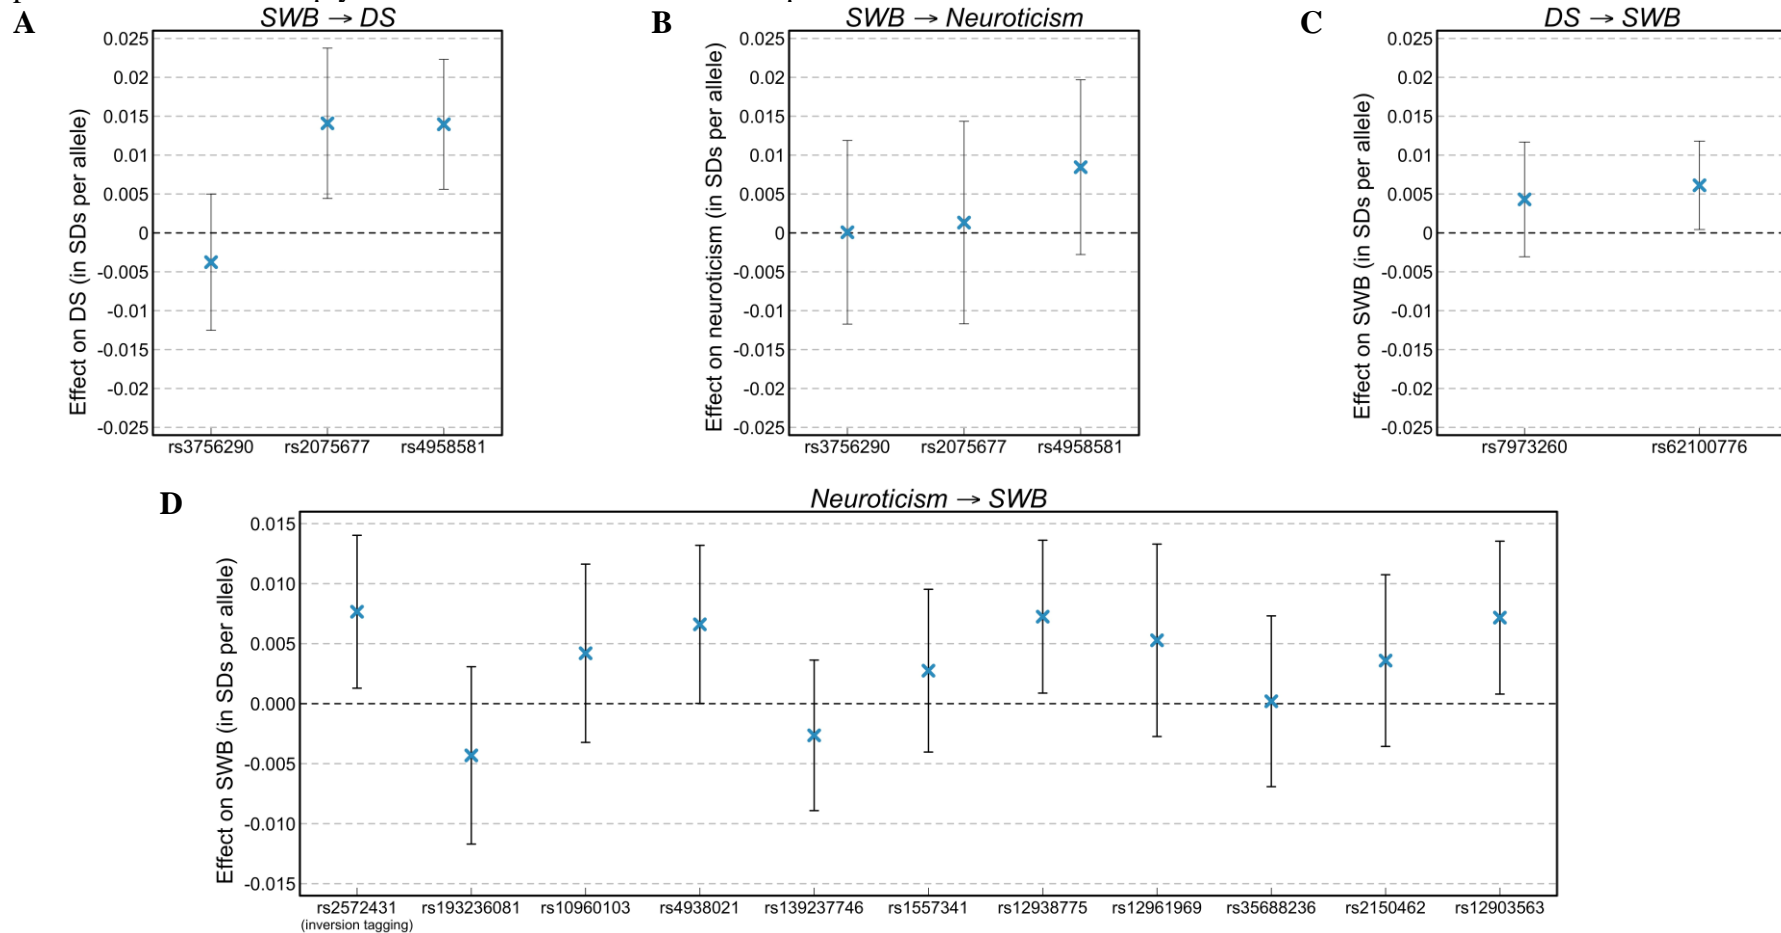 A
SWB → DS
Effect on DS (in SDs per allele)
0.025
0.02
0.015
0.01
0.005
0
-0.005
-0.01
-0.015
-0.02
-0.025
rs3756290 rs2075677 rs4958581
B
SWB → Neuroticism
Effect on neuroticism (in SDs per allele)
0.025
0.02
0.015
0.01
0.005
0
-0.005
-0.01
-0.015
-0.02
-0.025
rs3756290 rs2075677 rs4958581
C
DS → SWB
Effect on SWB (in SDs per allele)
0.025
0.02
0.015
0.01
0.005
0
-0.005
-0.01
-0.015
-0.02
-0.025
rs7973260 rs62100776
D
Neuroticism → SWB
Effect on SWB (in SDs per allele)
0.015
0.010
0.005
0.000
-0.005
-0.010
-0.015
rs2572431 rs193236081 rs10960103 rs4938021 rs139237746 rs1557341 rs12938775 rs12961969 rs35688236 rs2150462 rs12903563
(inversion tagging)